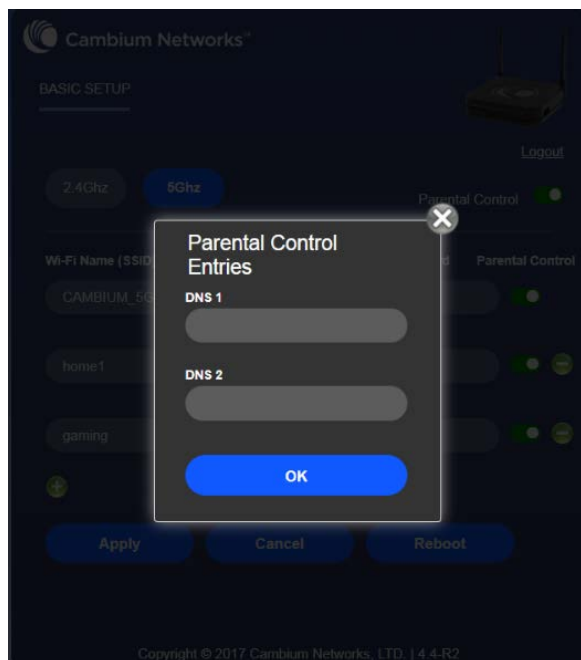 Cambium Networks
BASIC SETUP
Logout
2.4Ghz
5Ghz
Parental Control
Parental Control
Entries
Wi-Fi Name (SSID
Parental Control
DNS 1
CAMBIUM_5G
DNS 2
home1
gaming
OK
Apply
Cancel
Reboot
Copyright © 2017 Cambium Networks, LTD. | 4.4-R2